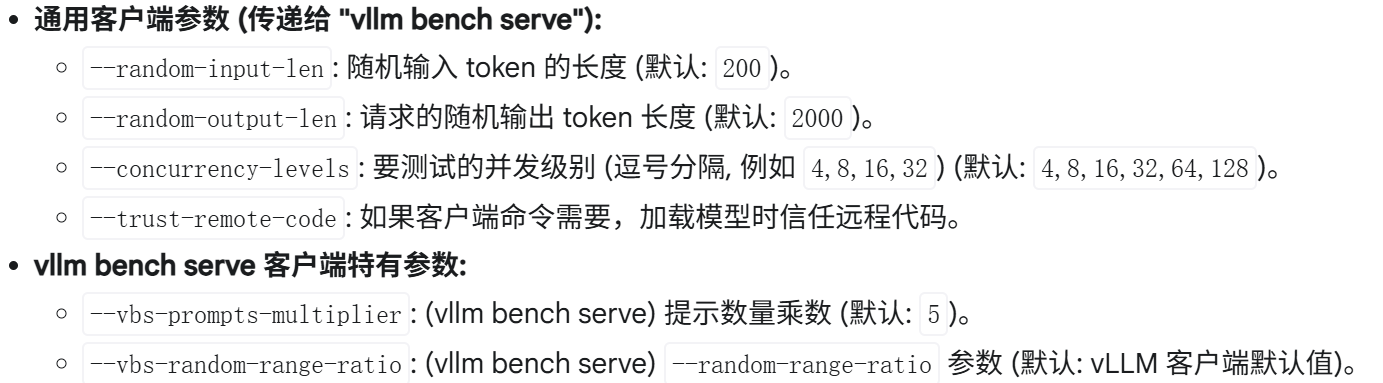 • 通用客户端参数 (传递给 "vllm bench serve"):
○ --random-input-len: 随机输入 token 的长度 (默认: 200)。
○ --random-output-len: 请求的随机输出 token 长度 (默认: 2000)。
○ --concurrency-levels: 要测试的并发级别 (逗号分隔, 例如 4,8,16,32) (默认: 4,8,16,32,64,128)。
○ --trust-remote-code: 如果客户端命令需要，加载模型时信任远程代码。
• vllm bench serve 客户端特有参数:
○ --vbs-prompts-multiplier: (vllm bench serve) 提示数量乘数 (默认: 5)。
○ --vbs-random-range-ratio: (vllm bench serve) --random-range-ratio 参数 (默认: vLLM 客户端默认值)。